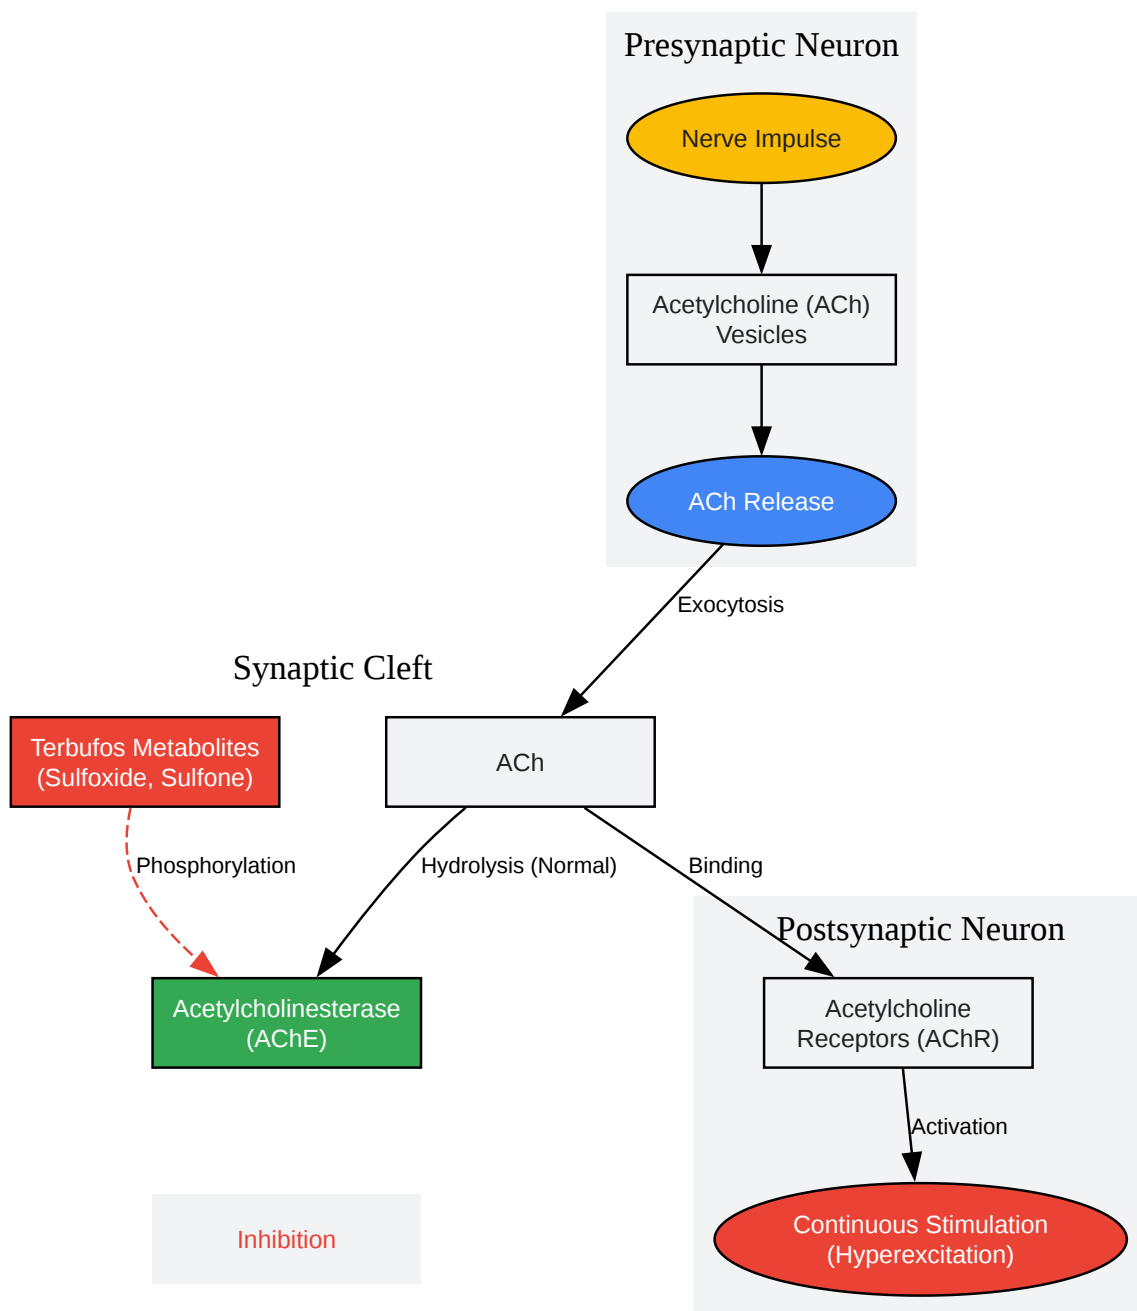 Presynaptic Neuron
Nerve Impulse
Acetylcholine (ACh)
Vesicles
ACh Release
Exocytosis
Synaptic Cleft
Terbufos Metabolites
(Sulfoxide, Sulfone)
ACh
Phosphorylation
Hydrolysis (Normal)
Binding
Postsynaptic Neuron
Acetylcholinesterase
(AChE)
Acetylcholine
Receptors (AChR)
Activation
Inhibition
Continuous Stimulation
(Hyperexcitation)